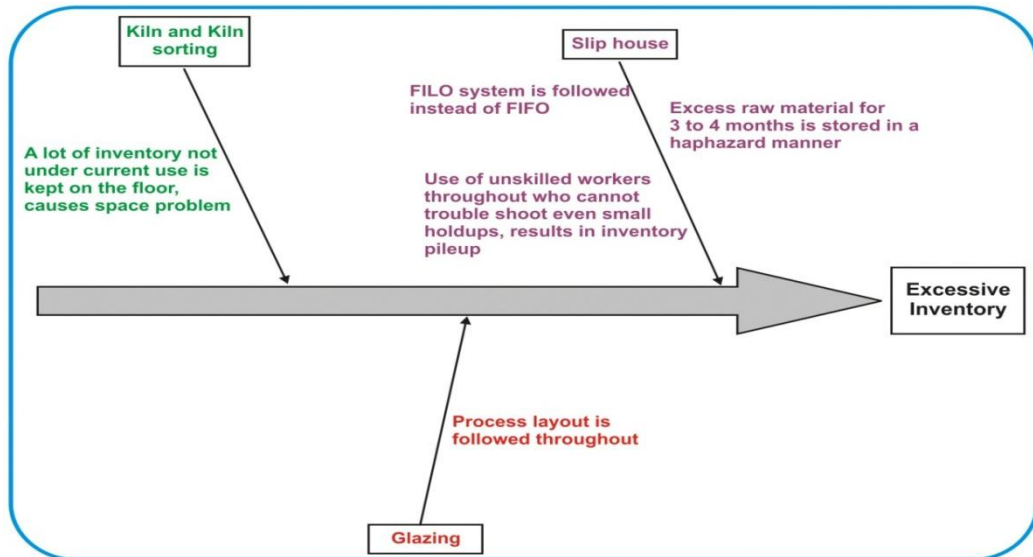 Kiln and Kiln
sorting
A lot of inventory not
under current use is
kept on the floor,
causes space problem
Slip house
FILO system is followed
instead of FIFO
Excess raw material for
3 to 4 months is stored in a
haphazard manner
Use of unskilled workers
throughout who cannot
trouble shoot even small
holdups, results in inventory
pileup
Excessive
Inventory
Process layout is
followed throughout
Glazing